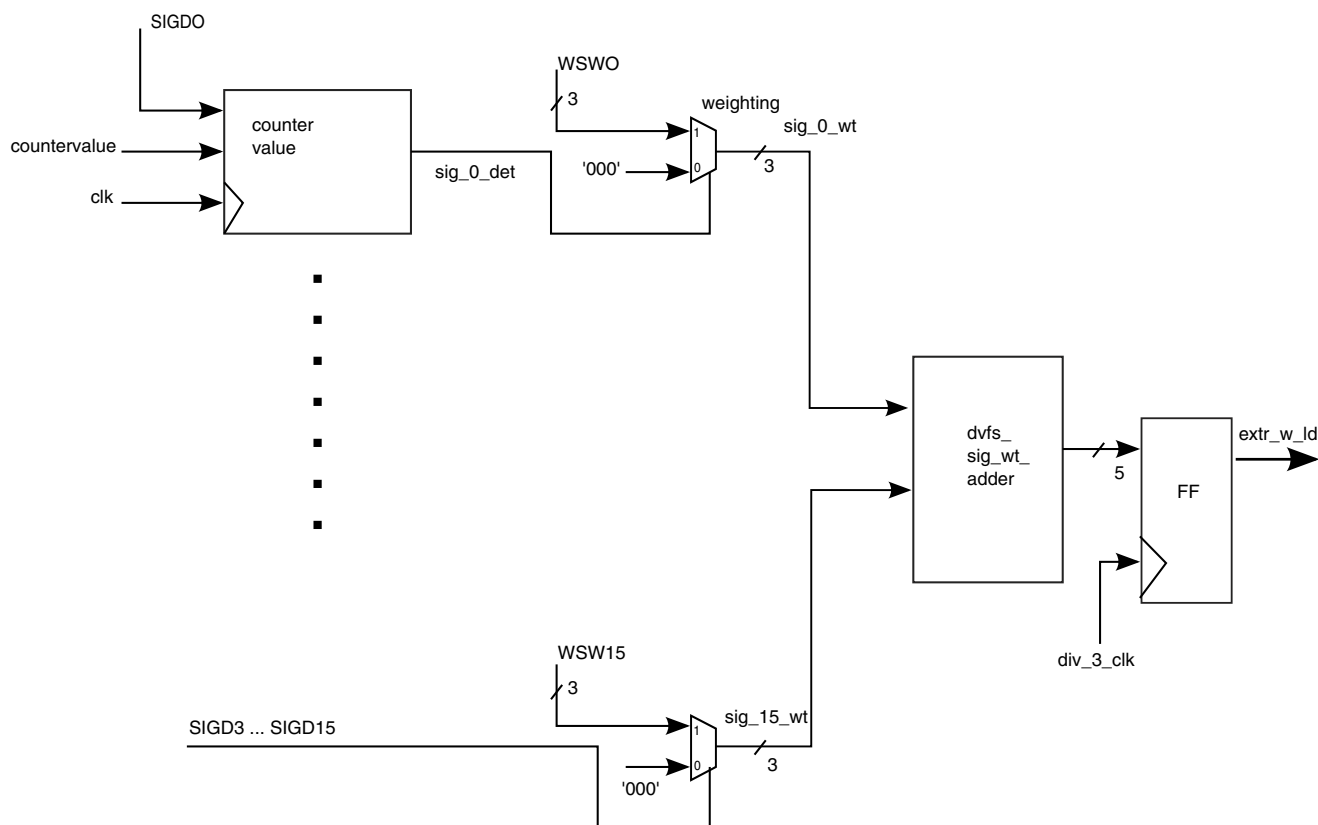 SIGDO
WSWO
3
weighting
counter
value
1
sig_0_wt
countervalue
sig_0_det
'000'
0
3
clk
dvfs_
sig_wt_
adder
5
FF
extr_w_ld
div_3_clk
WSW15
3
SIGD3 ... SIGD15
1
sig_15_wt
'000'
0
3